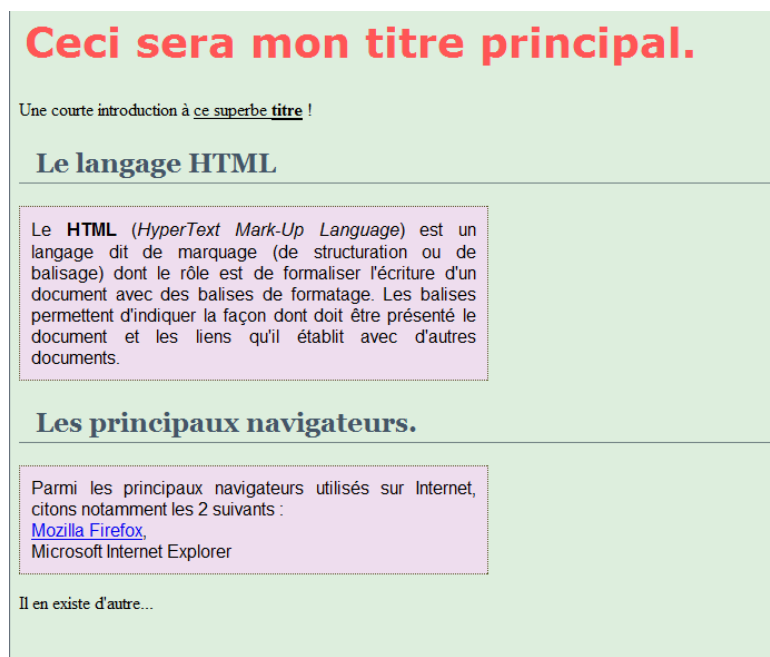 Ceci sera mon titre principal.
Une courte introduction à ce superbe titre !
Le langage HTML
Le HTML (HyperText Mark-Up Language) est un
langage dit de marquage (de structuration ou de
balisage) dont le rôle est de formaliser l'écriture d'un
document avec des balises de formatage. Les balises
permettent d'indiquer la façon dont doit être présenté le
document et les liens qu'il établit avec d'autres
documents.
Les principaux navigateurs.
Parmi les principaux navigateurs utilisés sur Internet,
citons notamment les 2 suivants :
Mozilla Firefox,
Microsoft Internet Explorer
Il en existe d'autre...